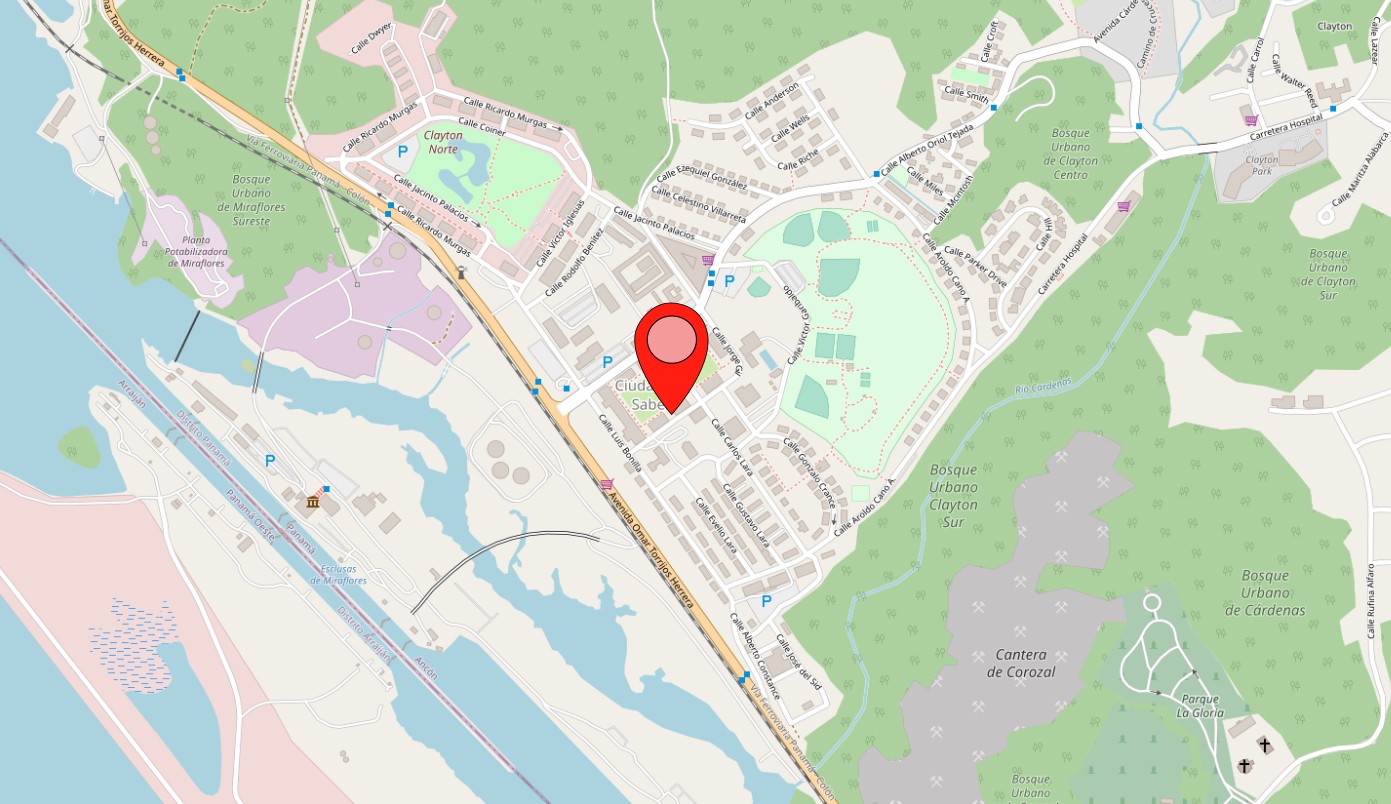 Omar Torrijos Herrera
Calle Dwyer
Calle Croft
Avenida Cárde
Camino de Cruc
Clayton
Calle Lazear
Calle Carrol
Calle Walter Reed
Calle Ricardo Murgas
Calle Ricardo Murgas
Calle Coiner
Clayton
Norte
P
Calle Anderson
Calle Wells
Calle Riche
Calle Smith
Calle Alberto Oriol Tejada
Bosque
Urbano
de Clayton
Centro
Carretera Hospital
Clayton
Park
Calle Maritza Alabarca
Vía Ferroviaria Panamá - Colón
Bosque
Urbano
de Miraflores
Sureste
Calle Jacinto Palacios
Calle Ricardo Murgas
Calle Ezequiel González
Calle Celestino Villarreta
Calle Jacinto Palacios
Calle Víctor Iglesias
Calle Rodolfo Benítez
Calle Miles
Calle McIntosh
Calle Hill
Calle Parker Drive
Calle Aroldo Cano A.
Carretera Hospital
Planta
Potabilizadora
de Miraflores
Bosque
Urbano
de Clayton
Sur
P
Calle Víctor Garibaldo
Calle Jorge Gil
P
Ciuda
Sabe
Río Cárdenas
Arraiján
Distrito Panamá
Panamá
Panamá Oeste
P
Calle Luis Bonilla
Calle Carlos Lara
Calle Gonzalo Crance
Calle Gustavo Lara
Calle Evelio Lara
Calle Aroldo Cano A.
Bosque
Urbano
Clayton
Sur
Avenida Omar Torrijos Herrera
Esclusas
de Miraflores
Distrito Arraiján
Ancón
P
Calle Alberto Constance
Calle José del Sid
Vía Ferroviaria Panamá - Colón
Cantera
de Corozal
Bosque
Urbano
de Cárdenas
Calle Rufina Alfaro
Parque
La Gloria
Bosque
Urbano